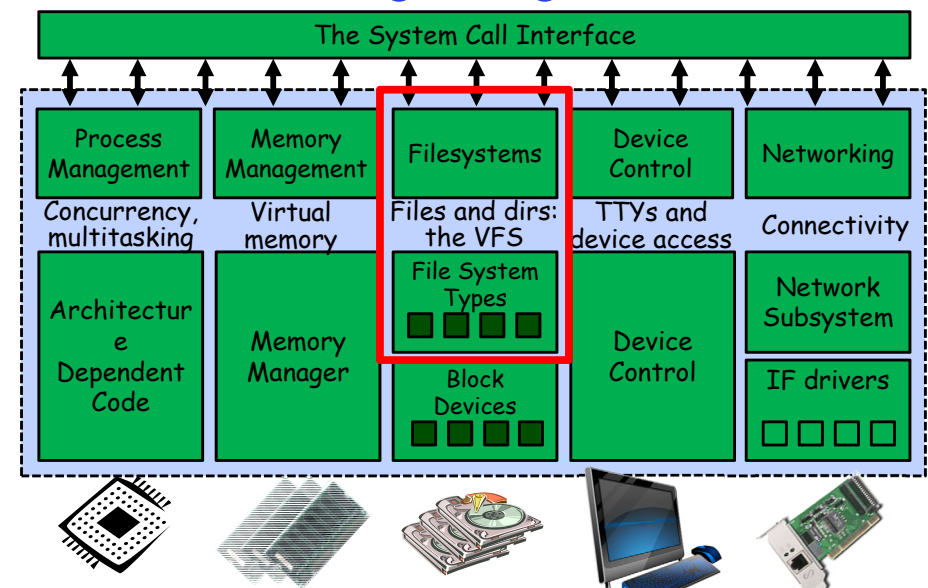 The System Call Interface
Process
Management
Memory
Management
Filesystems
Device
Control
Networking
Concurrency,
multitasking
Virtual
memory
Files and dirs:
the VFS
TTYs and
device access
Connectivity
Architectur
e
Dependent
Code
Memory
Manager
File System
Types
Block
Devices
Device
Control
Network
Subsystem
IF drivers